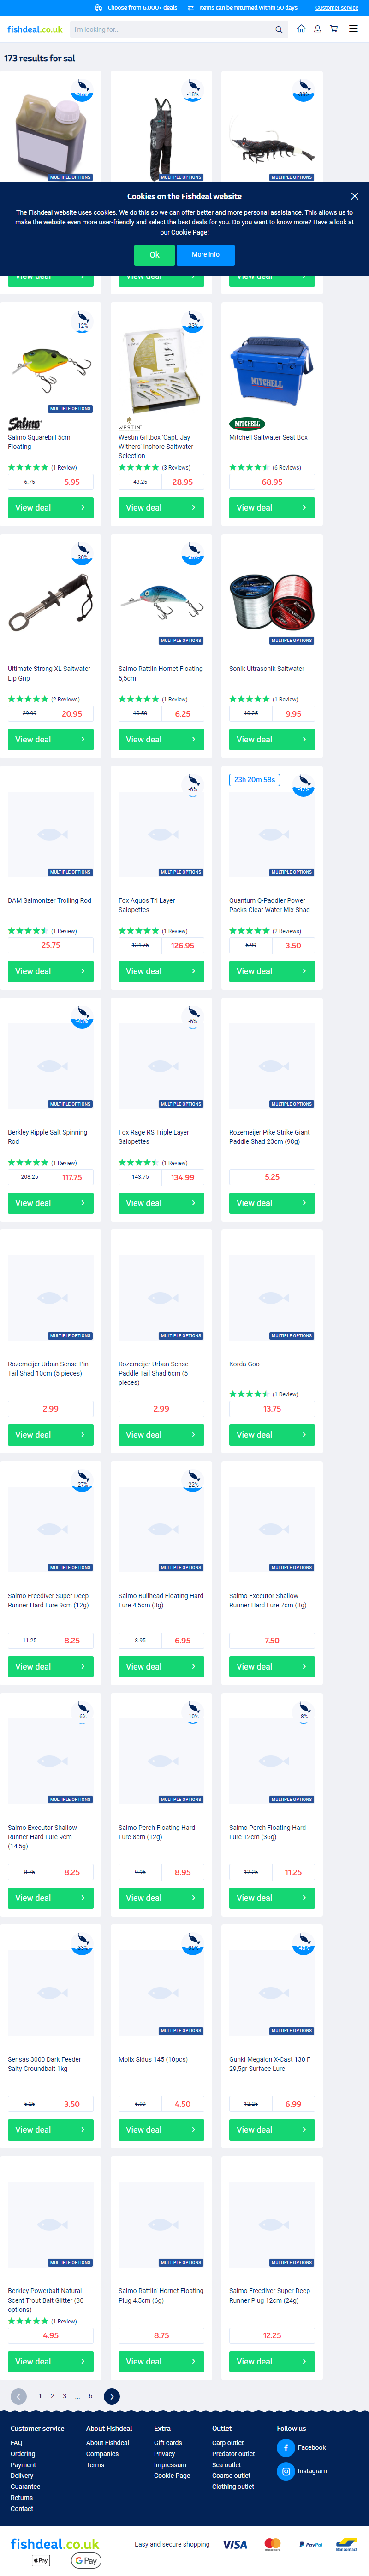 Choose from 6.000+ deals Items can be returned within 50 days Customer service
fishdeal.co.uk I'm looking for...
173 results for sal
-18%
MULTIPLE OPTIONS MULTIPLE OPTIONS MULTIPLE OPTIONS
Cookies on the Fishdeal website
The Fishdeal website uses cookies. We do this so we can offer better and more personal assistance. This allows us to
make the website even more user-friendly and select the best deals for you. Do you want to know more? Have a look at
our Cookie Page!
Ok More info
View deal View deal View deal
-12%
MULTIPLE OPTIONS
Salmo WESTIN MITCHELL
Salmo Squarebill 5cm Floating
Westin Giftbox 'Capt. Jay Withers' Inshore Saltwater Selection
Mitchell Saltwater Seat Box
(1 Review) (3 Reviews) (6 Reviews)
6.75 5.95 43.25 28.95 68.95
View deal View deal View deal
-30%
MULTIPLE OPTIONS MULTIPLE OPTIONS
Ultimate Strong XL Saltwater Lip Grip
Salmo Rattlin Hornet Floating 5,5cm
Sonik Ultrasonik Saltwater
(2 Reviews) (1 Review) (1 Review)
29.99 20.95 10.50 6.25 10.25 9.95
View deal View deal View deal
-6% 23h 20m 58s -42%
MULTIPLE OPTIONS MULTIPLE OPTIONS MULTIPLE OPTIONS
DAM Salmonizer Trolling Rod
Fox Aquos Tri Layer Salopettes
Quantum Q-Paddler Power Packs Clear Water Mix Shad
(1 Review) (1 Review) (2 Reviews)
25.75 134.75 126.95 5.99 3.50
View deal View deal View deal
-43% -6%
MULTIPLE OPTIONS MULTIPLE OPTIONS MULTIPLE OPTIONS
Berkley Ripple Salt Spinning Rod
Fox Rage RS Triple Layer Salopettes
Rozemeijer Pike Strike Giant Paddle Shad 23cm (98g)
(1 Review) (1 Review)
208.25 117.75 143.75 134.99 5.25
View deal View deal View deal
MULTIPLE OPTIONS MULTIPLE OPTIONS MULTIPLE OPTIONS
Rozemeijer Urban Sense Pin Tail Shad 10cm (5 pieces)
Rozemeijer Urban Sense Paddle Tail Shad 6cm (5 pieces)
Korda Goo
(1 Review)
2.99 2.99 13.75
View deal View deal View deal
-27% -22%
MULTIPLE OPTIONS MULTIPLE OPTIONS MULTIPLE OPTIONS
Salmo Freediver Super Deep Runner Hard Lure 9cm (12g)
Salmo Bullhead Floating Hard Lure 4,5cm (3g)
Salmo Executor Shallow Runner Hard Lure 7cm (8g)
11.25 8.25 8.95 6.95 7.50
View deal View deal View deal
-6% -10% -8%
MULTIPLE OPTIONS MULTIPLE OPTIONS MULTIPLE OPTIONS
Salmo Executor Shallow Runner Hard Lure 9cm (14,5g)
Salmo Perch Floating Hard Lure 8cm (12g)
Salmo Perch Floating Hard Lure 12cm (36g)
8.75 8.25 9.95 8.95 12.25 11.25
View deal View deal View deal
-43%
MULTIPLE OPTIONS MULTIPLE OPTIONS
Sensas 3000 Dark Feeder Salty Groundbait 1kg
Molix Sidus 145 (10pcs)
Gunki Megalon X-Cast 130 F 29,5gr Surface Lure
5.25 3.50 6.99 4.50 12.25 6.99
View deal View deal View deal
MULTIPLE OPTIONS MULTIPLE OPTIONS MULTIPLE OPTIONS
Berkley Powerbait Natural Scent Trout Bait Glitter (30 options)
Salmo Rattlin' Hornet Floating Plug 4,5cm (6g)
Salmo Freediver Super Deep Runner Plug 12cm (24g)
(1 Review)
4.95 8.75 12.25
View deal View deal View deal
1 2 3 ... 6
Customer service About Fishdeal Extra Outlet Follow us
FAQ About Fishdeal Gift cards Carp outlet Facebook
Ordering Companies Privacy Predator outlet
Payment Terms Impressum Sea outlet Instagram
Delivery Cookie Page Coarse outlet
Guarantee Clothing outlet
Returns
Contact
fishdeal.co.uk Easy and secure shopping VISA PayPal Bancontact
Apple Pay G Pay